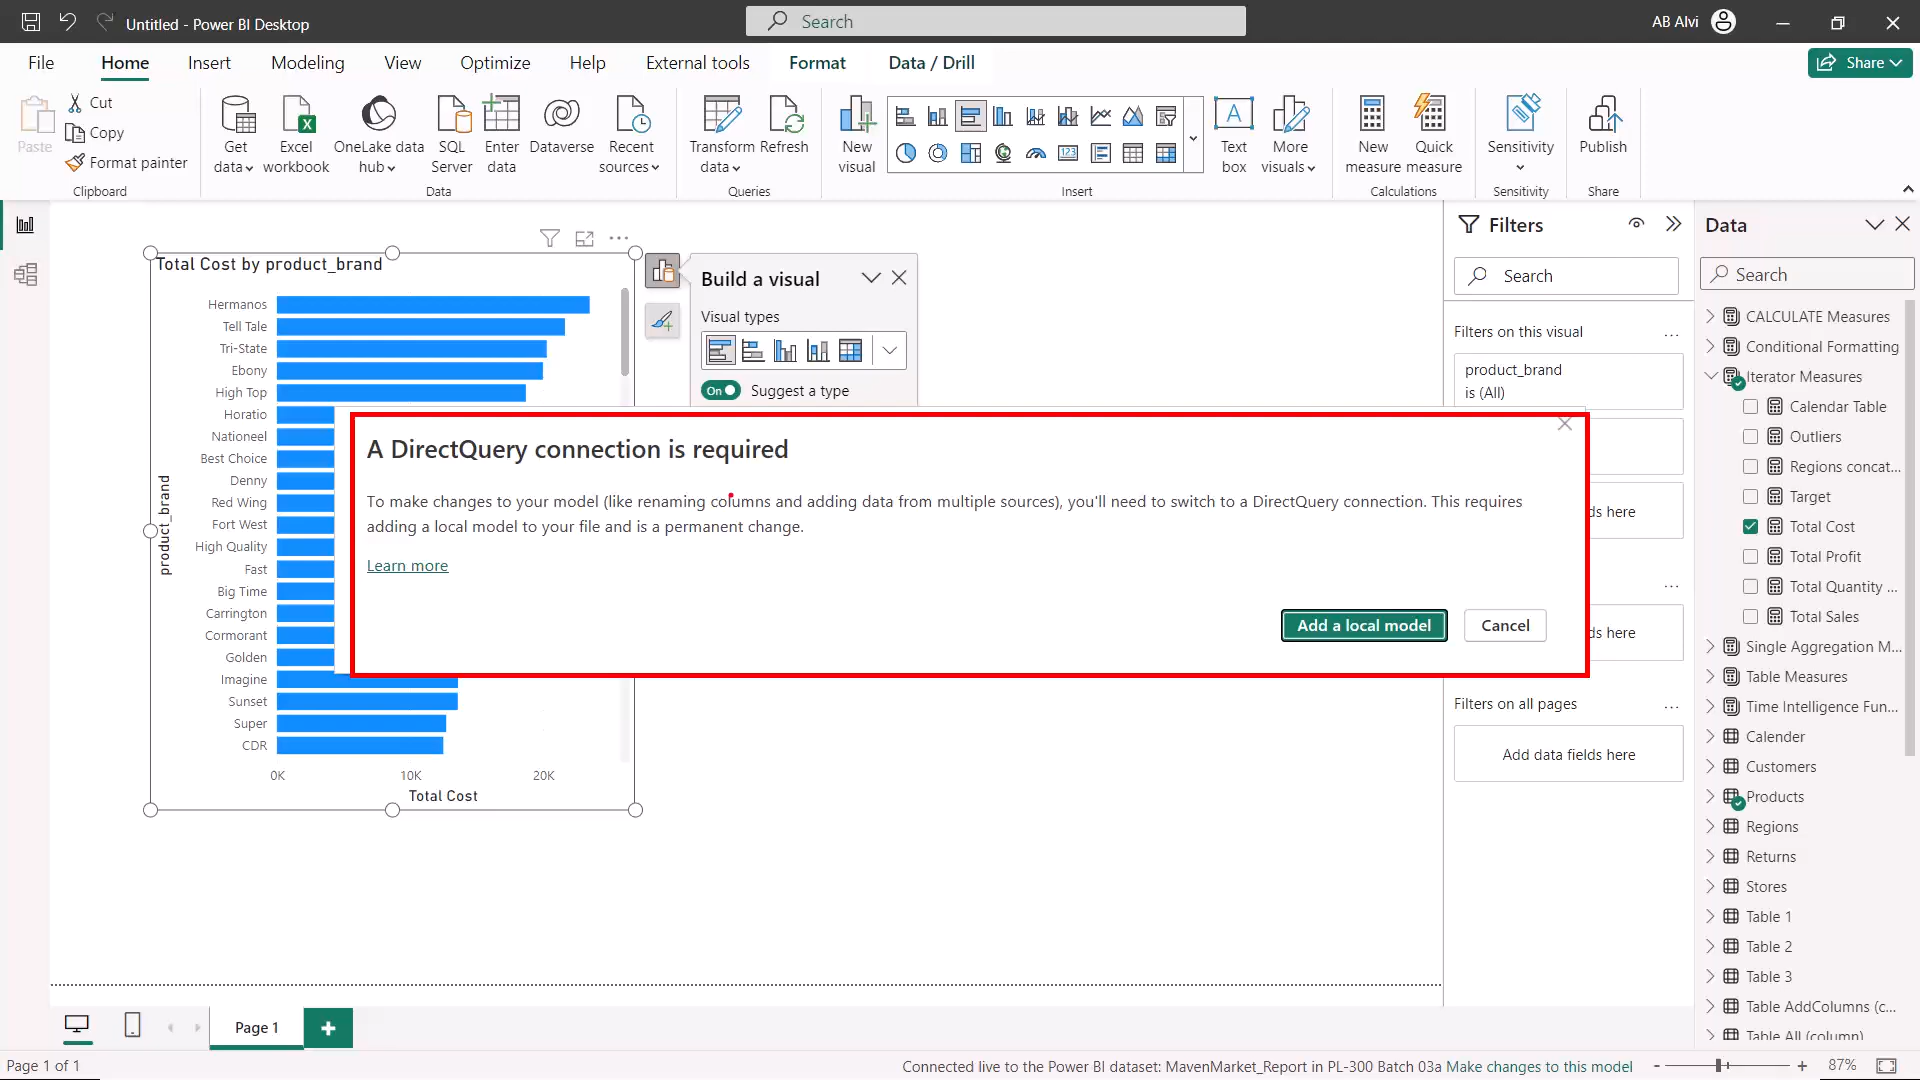 Untitled - Power BI Desktop
Search
AB Alvi
File
Home
Insert
Modeling
View
Optimize
Help
External tools
Format
Data / Drill
Share
Paste
Cut
Copy
Format painter
Clipboard
Get data
Excel workbook
OneLake data hub
SQL Server
Enter data
Dataverse
Recent sources
Data
Transform data
Refresh
Queries
New visual
Text box
More visuals
Insert
New measure
Quick measure
Calculations
Sensitivity
Sensitivity
Publish
Share
Total Cost by product_brand
product_brand
Hermanos
Tell Tale
Tri-State
Ebony
High Top
Horatio
Nationeel
Best Choice
Denny
Red Wing
Fort West
High Quality
Fast
Big Time
Carrington
Cormorant
Golden
Imagine
Sunset
Super
CDR
0K
10K
20K
Total Cost
Build a visual
Visual types
123
On
Suggest a type
A DirectQuery connection is required
To make changes to your model (like renaming columns and adding data from multiple sources), you'll need to switch to a DirectQuery connection. This requires
adding a local model to your file and is a permanent change.
Learn more
Add a local model
Cancel
Filters
Search
Filters on this visual
product_brand
is (All)
ds here
ds here
Filters on all pages
Add data fields here
Data
Search
CALCULATE Measures
Conditional Formatting
Iterator Measures
Calendar Table
Outliers
Regions concat...
Target
Total Cost
Total Profit
Total Quantity ...
Total Sales
Single Aggregation M...
Table Measures
Time Intelligence Fun...
Calender
Customers
Products
Regions
Returns
Stores
Table 1
Table 2
Table 3
Table AddColumns (c...
Table All (column)
Page 1
Page 1 of 1
Connected live to the Power BI dataset: MavenMarket_Report in PL-300 Batch 03a Make changes to this model
87%